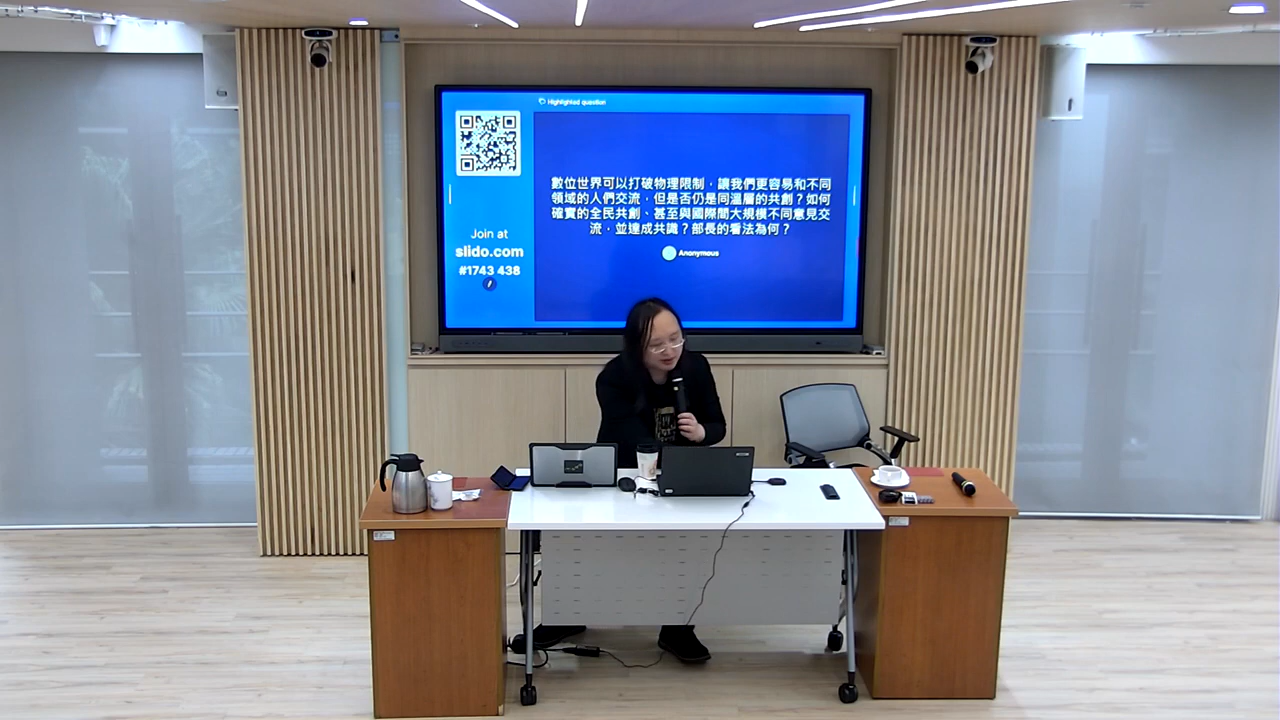 Highlighted question
數位世界可以打破物理限制，讓我們更容易和不同
領域的人們交流，但是否仍是同溫層的共創？如何
確實的全民共創、甚至與國際間大規模不同意見交
流，並達成共識？部長的看法為何？
Anonymous
Join at
slido.com
#1743 438